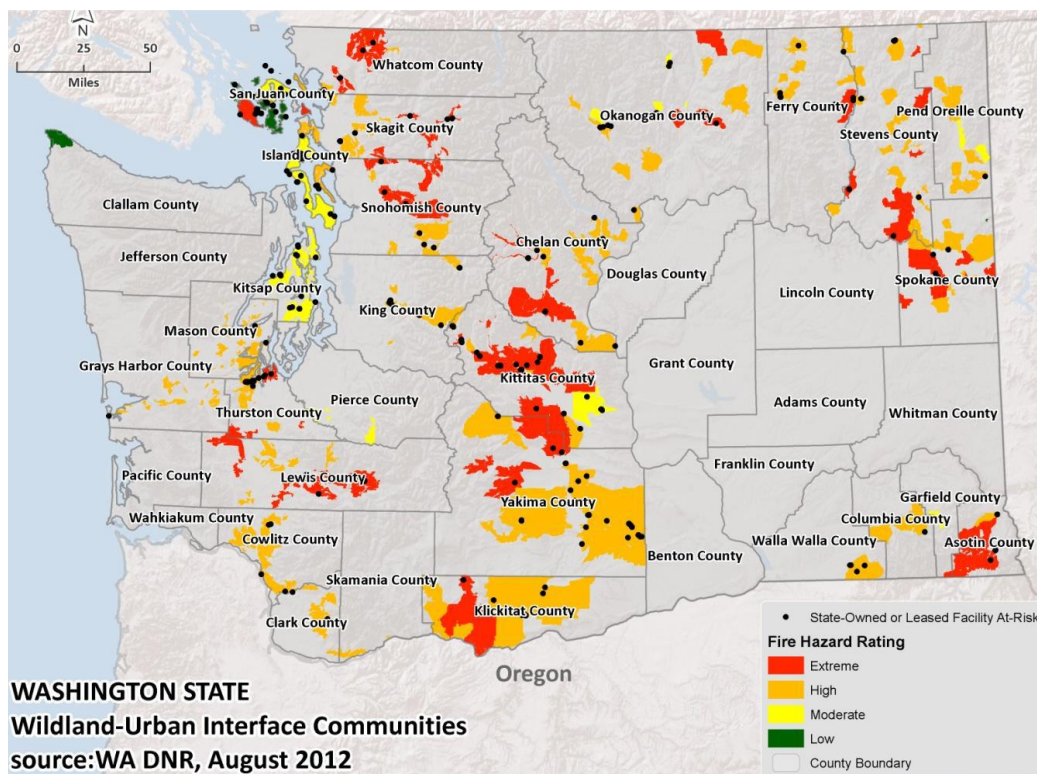 N
0 25 50
Miles
Whatcom County
San Juan County
Skagit County
Okanogan County
Ferry County
Pend Oreille County
Stevens County
Island County
Clallam County
Snohomish County
Chelan County
Jefferson County
Douglas County
Kitsap County
Lincoln County
Spokane County
King County
Mason County
Grays Harbor County
Grant County
Kittitas County
Pierce County
Adams County
Whitman County
Thurston County
Pacific County
Lewis County
Franklin County
Yakima County
Garfield County
Wahkiakum County
Columbia County
Cowlitz County
Walla Walla County
Asotin County
Benton County
Skamania County
Klickitat County
Clark County
Oregon
State-Owned or Leased Facility At-Risk
Fire Hazard Rating
Extreme
High
Moderate
Low
County Boundary
WASHINGTON STATE
Wildland-Urban Interface Communities
source:WA DNR, August 2012